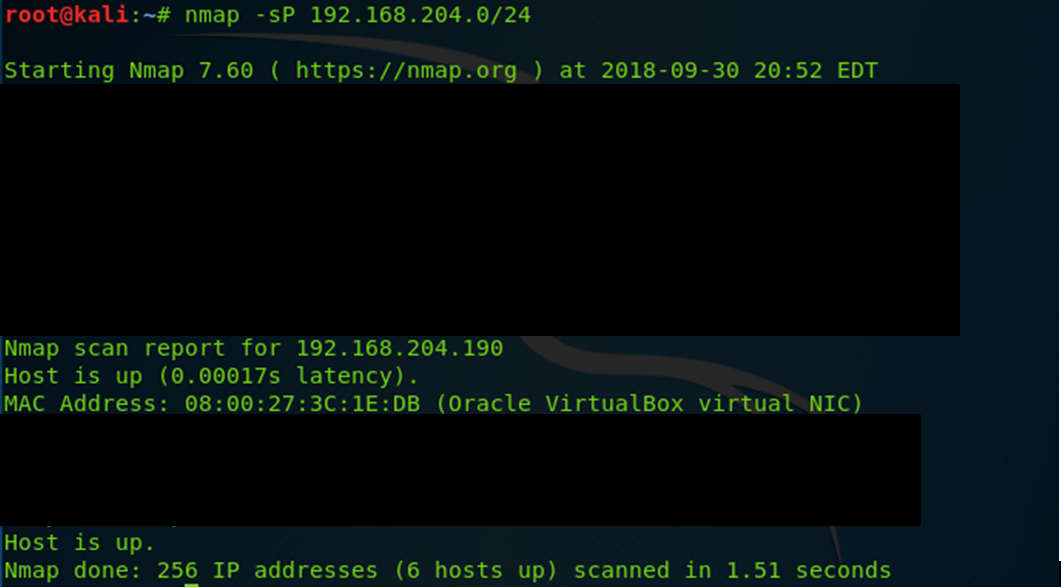 root@kali:~# nmap -sP 192.168.204.0/24
Starting Nmap 7.60 ( https://nmap.org ) at 2018-09-30 20:52 EDT
Nmap scan report for 192.168.204.190
Host is up (0.00017s latency).
MAC Address: 08:00:27:3C:1E:DB (Oracle VirtualBox virtual NIC)
Host is up.
Nmap done: 256 IP addresses (6 hosts up) scanned in 1.51 seconds